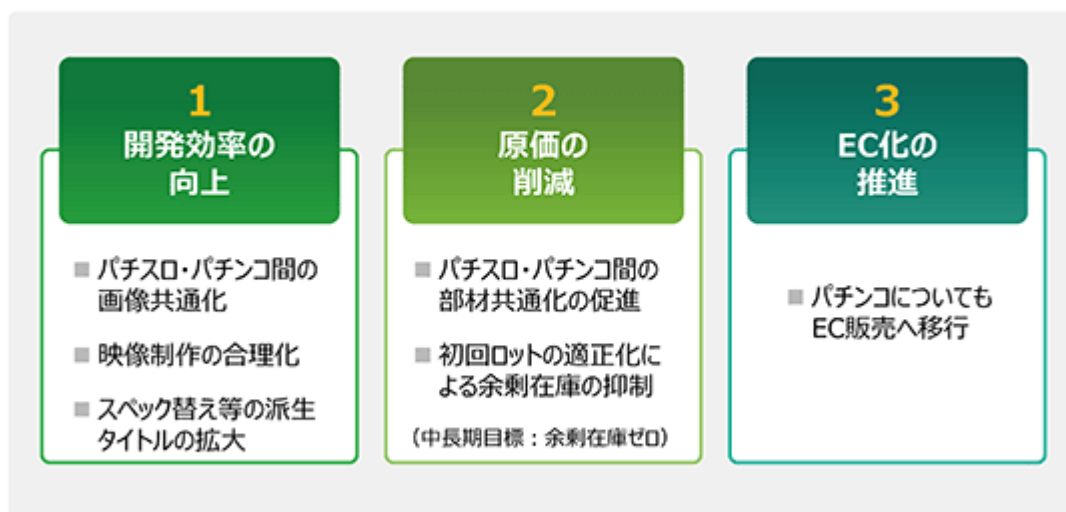 1
開発効率の
向上
■ パチスロ・パチンコ間の
画像共通化
■ 映像制作の合理化
■ スペック替え等の派生
タイトルの拡大
2
原価の
削減
■ パチスロ・パチンコ間の
部材共通化の促進
■ 初回ロットの適正化に
よる余剰在庫の抑制
（中長期目標：余剰在庫ゼロ）
3
EC化の
推進
■ パチンコについても
EC販売へ移行